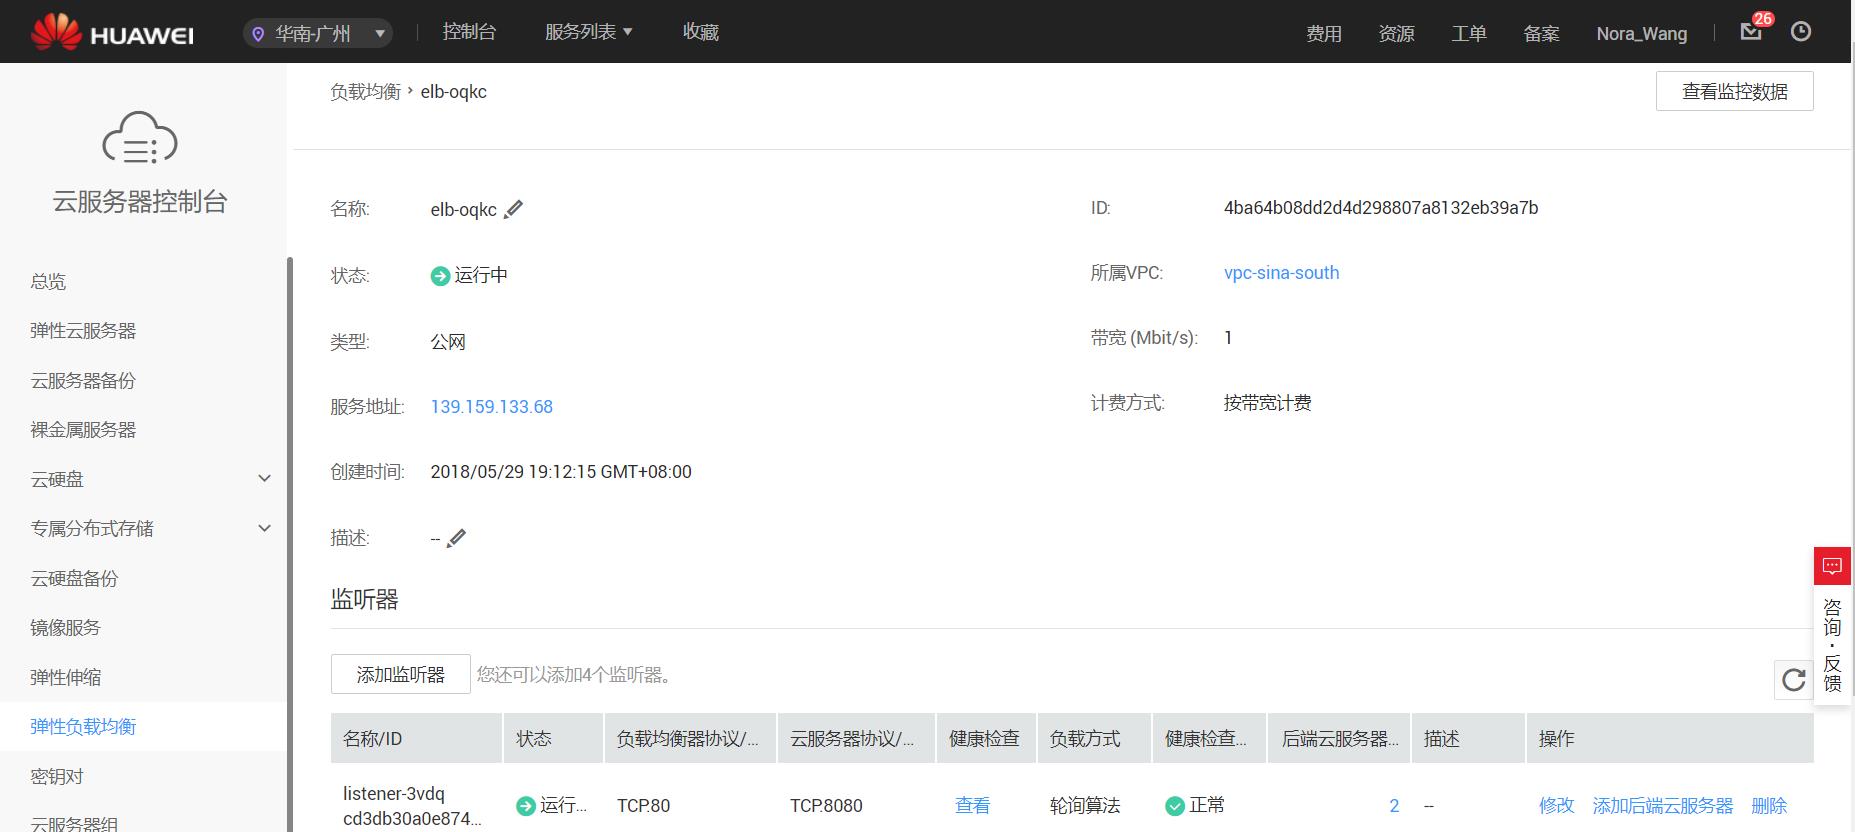 HUAWEI 华南-广州 控制台 服务列表 收藏 费用 资源 工单 备案 Nora_Wang 26
负载均衡 › elb-oqkc 查看监控数据
云服务器控制台
总览
弹性云服务器
云服务器备份
裸金属服务器
云硬盘
专属分布式存储
云硬盘备份
镜像服务
弹性伸缩
弹性负载均衡
密钥对
云服务器组
名称: elb-oqkc ID: 4ba64b08dd2d4d298807a8132eb39a7b
状态: 运行中 所属VPC: vpc-sina-south
类型: 公网 带宽 (Mbit/s): 1
服务地址: 139.159.133.68 计费方式: 按带宽计费
创建时间: 2018/05/29 19:12:15 GMT+08:00
描述: --
监听器
添加监听器 您还可以添加4个监听器。
名称/ID 状态 负载均衡器协议/... 云服务器协议/... 健康检查 负载方式 健康检查... 后端云服务器... 描述 操作
listener-3vdq
cd3db30a0e874... 运行... TCP:80 TCP:8080 查看 轮询算法 正常 2 -- 修改 添加后端云服务器 删除
咨询·反馈